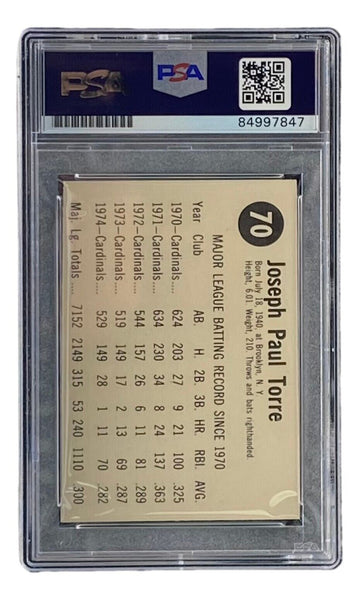 PSA
PSA
84997847
70
Joseph Paul Torre
Born July 18, 1940, at Brooklyn, N. Y.
Height, 6.01. Weight, 210. Throws and bats righthanded.
MAJOR LEAGUE BATTING RECORD SINCE 1970
Year Club AB. H. 2B. 3B. HR. RBI. AVG.
1970—Cardinals.... 624 203 27 9 21 100 .325
1971—Cardinals.... 634 230 34 8 24 137 .363
1972—Cardinals.... 544 157 26 6 11 81 .289
1973—Cardinals.... 519 149 17 2 13 69 .287
1974—Cardinals.... 529 149 28 1 11 70 .282
Maj. Lg Totals.... 7152 2149 315 53 240 1110 .300